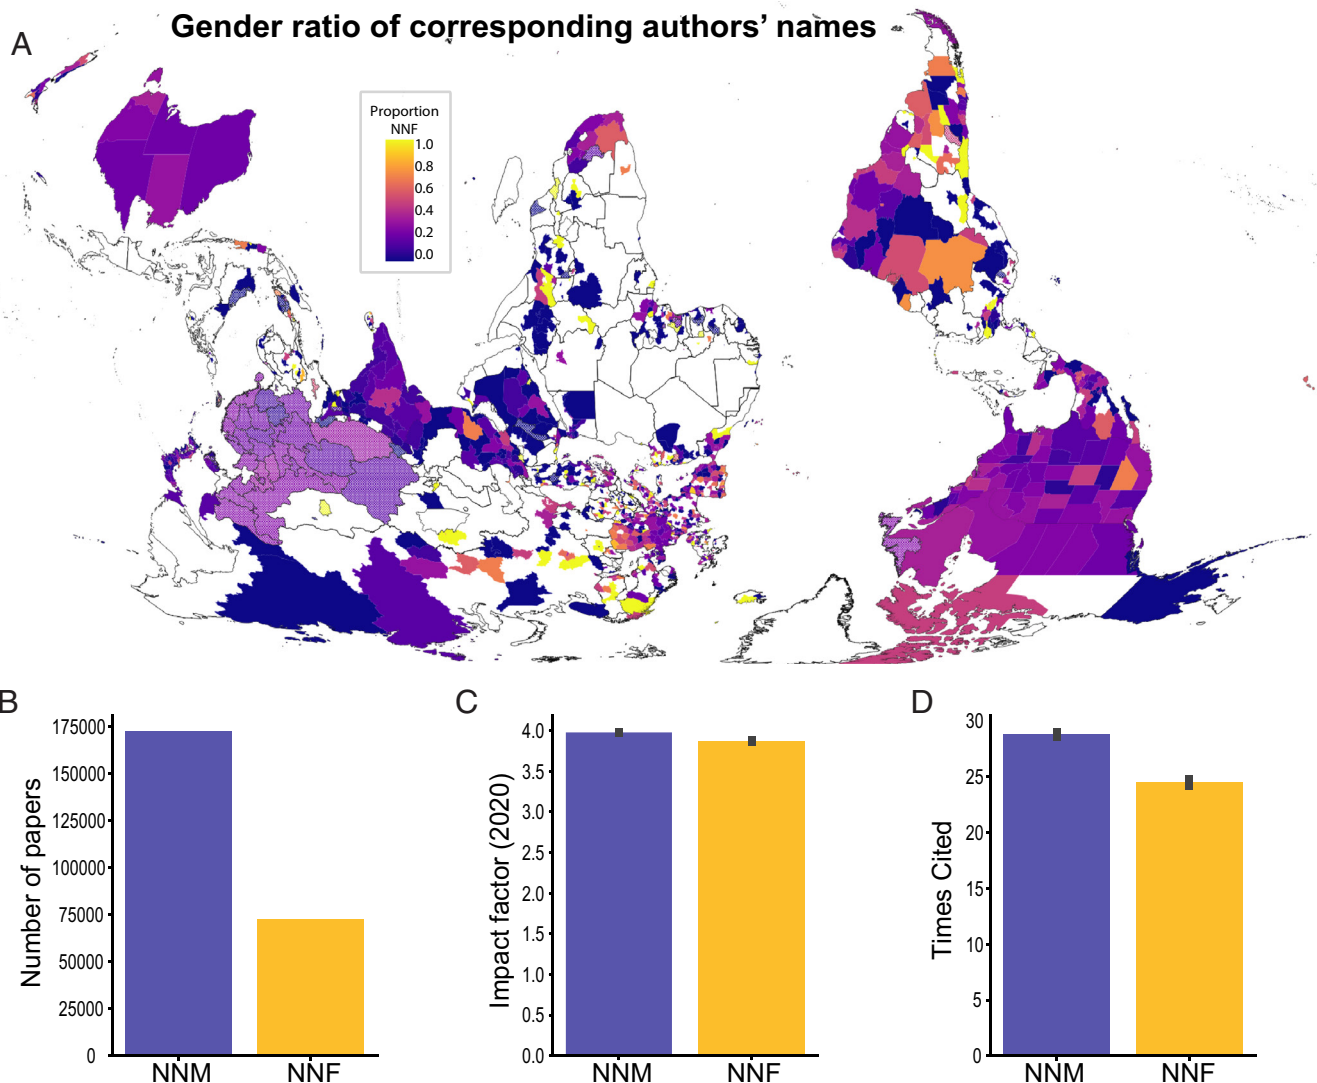 Gender ratio of corresponding authors’ names
A
Proportion
NNF
1.0
0.8
0.6
0.4
0.2
0.0
B
Number of papers
175000
150000
125000
100000
75000
50000
25000
0
NNM NNF
C
Impact factor (2020)
4.0
3.5
3.0
2.5
2.0
1.5
1.0
0.5
0.0
NNM NNF
D
Times Cited
30
25
20
15
10
5
0
NNM NNF